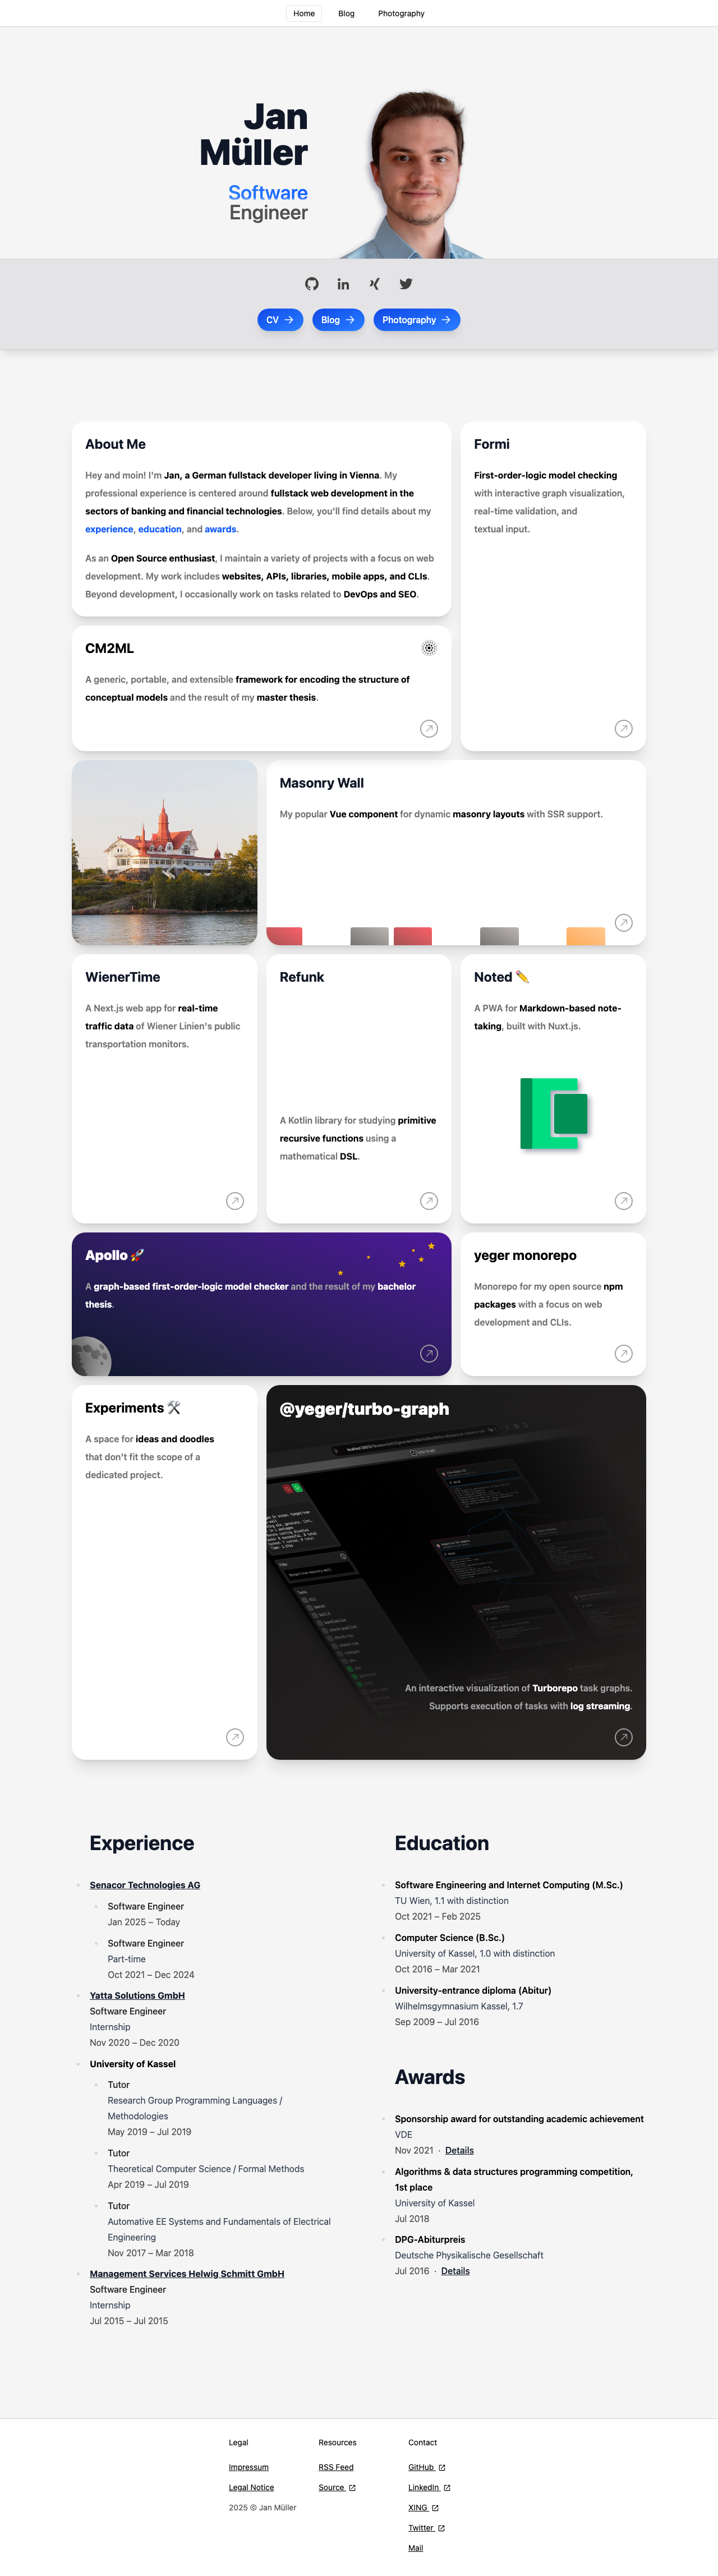 Home Blog Photography
Jan
Müller
Software
Engineer
CV
Blog
Photography
About Me
Hey and moin! I'm Jan, a German fullstack developer living in Vienna. My
professional experience is centered around fullstack web development in the
sectors of banking and financial technologies. Below, you'll find details about my
experience, education, and awards.
As an Open Source enthusiast, I maintain a variety of projects with a focus on web
development. My work includes websites, APIs, libraries, mobile apps, and CLIs.
Beyond development, I occasionally work on tasks related to DevOps and SEO.
Formi
First-order-logic model checking
with interactive graph visualization,
real-time validation, and
textual input.
CM2ML
A generic, portable, and extensible framework for encoding the structure of
conceptual models and the result of my master thesis.
Masonry Wall
My popular Vue component for dynamic masonry layouts with SSR support.
WienerTime
A Next.js web app for real-time
traffic data of Wiener Linien's public
transportation monitors.
Refunk
A Kotlin library for studying primitive
recursive functions using a
mathematical DSL.
Noted ✏️
A PWA for Markdown-based note-
taking, built with Nuxt.js.
Apollo 🚀
A graph-based first-order-logic model checker and the result of my bachelor
thesis.
yeger monorepo
Monorepo for my open source npm
packages with a focus on web
development and CLIs.
Experiments 🛠️
A space for ideas and doodles
that don't fit the scope of a
dedicated project.
@yeger/turbo-graph
An interactive visualization of Turborepo task graphs.
Supports execution of tasks with log streaming.
Experience
Senacor Technologies AG
Software Engineer
Jan 2025 – Today
Software Engineer
Part-time
Oct 2021 – Dec 2024
Yatta Solutions GmbH
Software Engineer
Internship
Nov 2020 – Dec 2020
University of Kassel
Tutor
Research Group Programming Languages /
Methodologies
May 2019 – Jul 2019
Tutor
Theoretical Computer Science / Formal Methods
Apr 2019 – Jul 2019
Tutor
Automative EE Systems and Fundamentals of Electrical
Engineering
Nov 2017 – Mar 2018
Management Services Helwig Schmitt GmbH
Software Engineer
Internship
Jul 2015 – Jul 2015
Education
Software Engineering and Internet Computing (M.Sc.)
TU Wien, 1.1 with distinction
Oct 2021 – Feb 2025
Computer Science (B.Sc.)
University of Kassel, 1.0 with distinction
Oct 2016 – Mar 2021
University-entrance diploma (Abitur)
Wilhelmsgymnasium Kassel, 1.7
Sep 2009 – Jul 2016
Awards
Sponsorship award for outstanding academic achievement
VDE
Nov 2021 · Details
Algorithms & data structures programming competition,
1st place
University of Kassel
Jul 2018
DPG-Abiturpreis
Deutsche Physikalische Gesellschaft
Jul 2016 · Details
Legal
Impressum
Legal Notice
2025 © Jan Müller
Resources
RSS Feed
Source
Contact
GitHub
LinkedIn
XING
Twitter
Mail